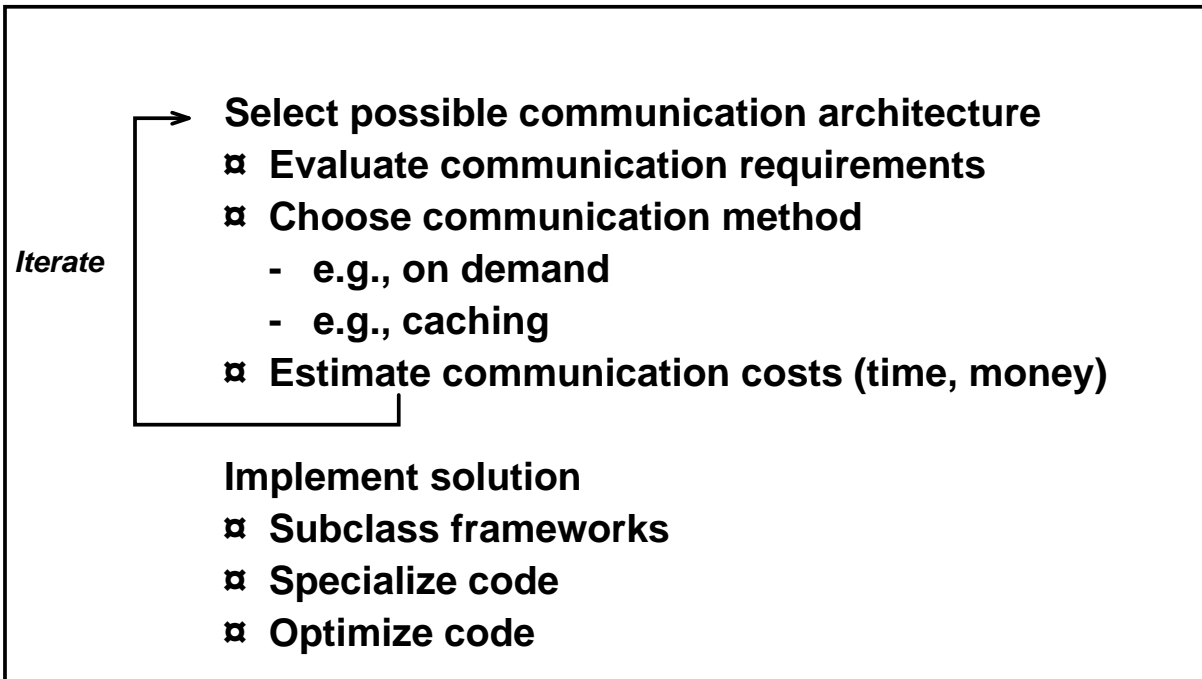 Select possible communication architecture
¤ Evaluate communication requirements
¤ Choose communication method
Iterate
- e.g., on demand
- e.g., caching
¤ Estimate communication costs (time, money)
Implement solution
¤ Subclass frameworks
¤ Specialize code
¤ Optimize code